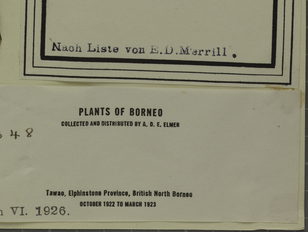 Nach Liste von E.D.Merrill.
PLANTS OF BORNEO
COLLECTED AND DISTRIBUTED BY A. D. E. ELMER
48
Tawao, Elphinstone Province, British North Borneo
OCTOBER 1922 TO MARCH 1923
VI. 1926.